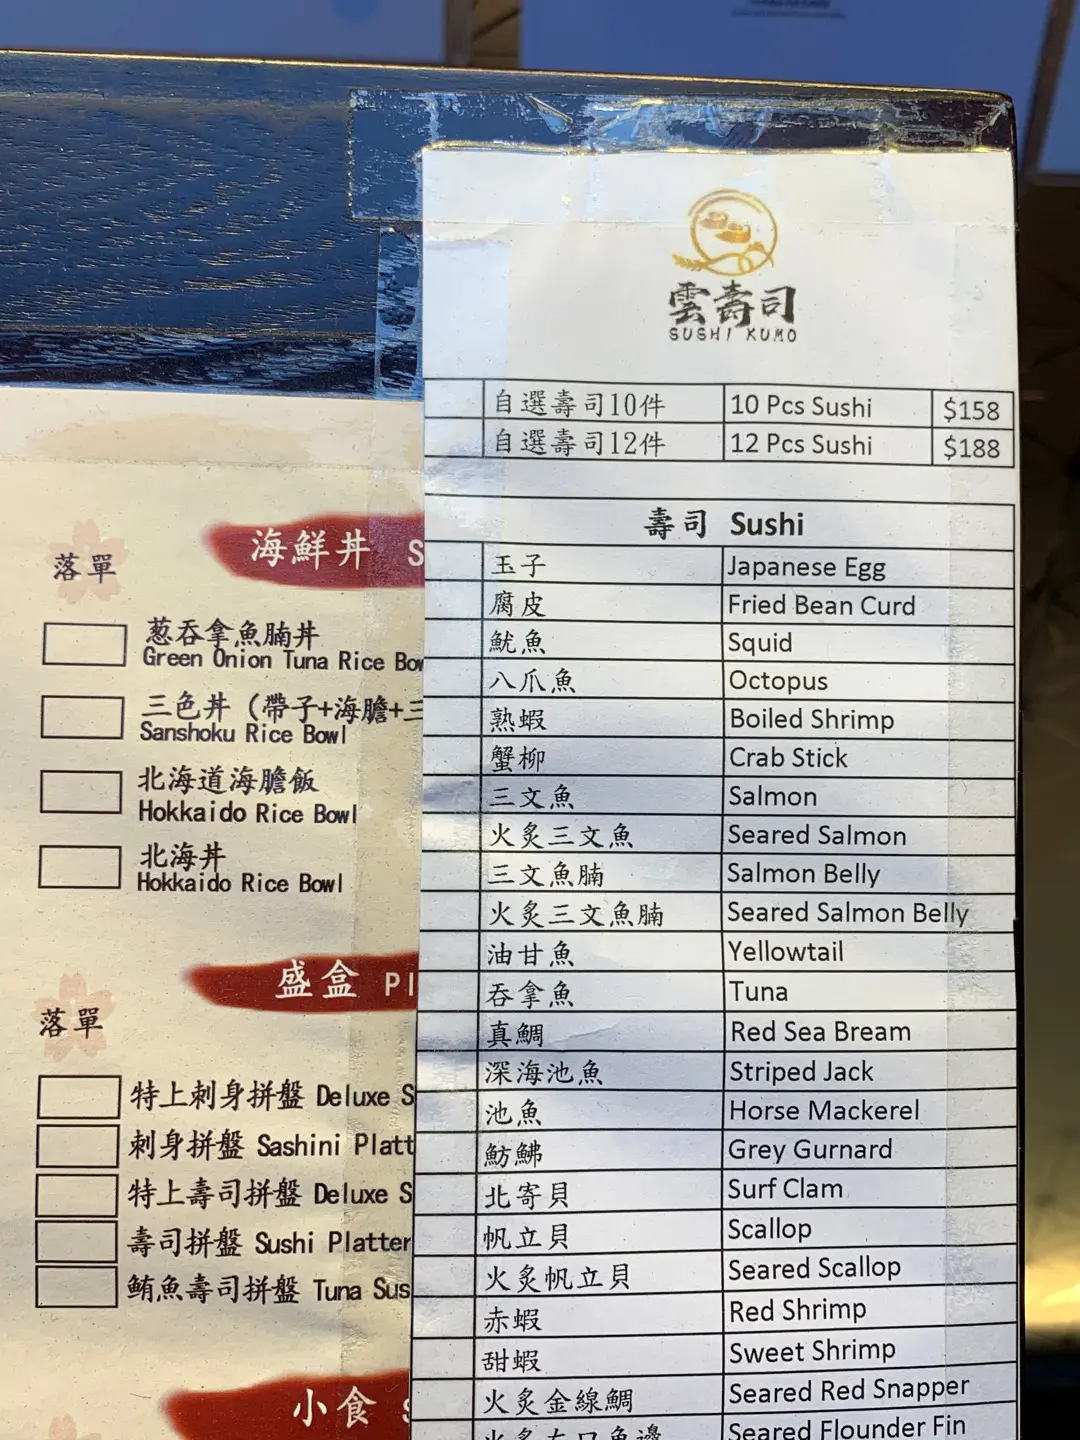 雲壽司
SUSHI KUMO
自選壽司10件 10 Pcs Sushi $158
自選壽司12件 12 Pcs Sushi $188
壽司 Sushi
玉子 Japanese Egg
腐皮 Fried Bean Curd
魷魚 Squid
八爪魚 Octopus
熟蝦 Boiled Shrimp
蟹柳 Crab Stick
三文魚 Salmon
火炙三文魚 Seared Salmon
三文魚腩 Salmon Belly
火炙三文魚腩 Seared Salmon Belly
油甘魚 Yellowtail
吞拿魚 Tuna
真鯛 Red Sea Bream
深海池魚 Striped Jack
池魚 Horse Mackerel
魴鮄 Grey Gurnard
北寄貝 Surf Clam
帆立貝 Scallop
火炙帆立貝 Seared Scallop
赤蝦 Red Shrimp
甜蝦 Sweet Shrimp
火炙金線鯛 Seared Red Snapper
Seared Flounder Fin
海鮮丼 S
落單
葱吞拿魚腩丼
Green Onion Tuna Rice Bow
三色丼（帶子+海膽+三
Sanshoku Rice Bowl
北海道海膽飯
Hokkaido Rice Bowl
北海丼
Hokkaido Rice Bowl
盛盒 Pl
落單
特上刺身拼盤 Deluxe S
刺身拼盤 Sashini Platt
特上壽司拼盤 Deluxe S
壽司拼盤 Sushi Platter
鮪魚壽司拼盤 Tuna Sus
小食 S